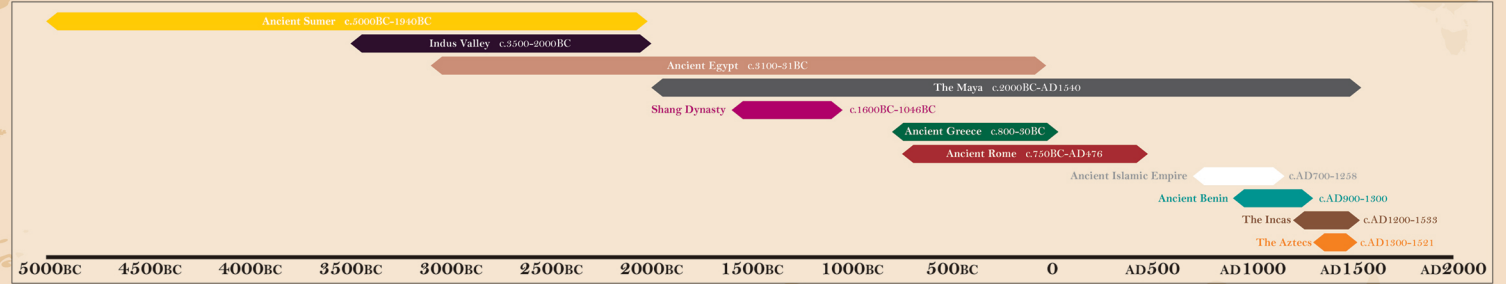 Ancient Sumer c.5000BC-1940BC
Indus Valley c.3500-2000BC
Ancient Egypt c.3100-31BC
The Maya c.2000BC-AD1540
Shang Dynasty c.1600BC-1046BC
Ancient Greece c.800-30BC
Ancient Rome c.750BC-AD476
Ancient Islamic Empire c.AD700-1258
Ancient Benin c.AD900-1300
The Incas c.AD1200-1533
The Aztecs c.AD1300-1521
5000BC 4500BC 4000BC 3500BC 3000BC 2500BC 2000BC 1500BC 1000BC 500BC 0 AD500 AD1000 AD1500 AD2000